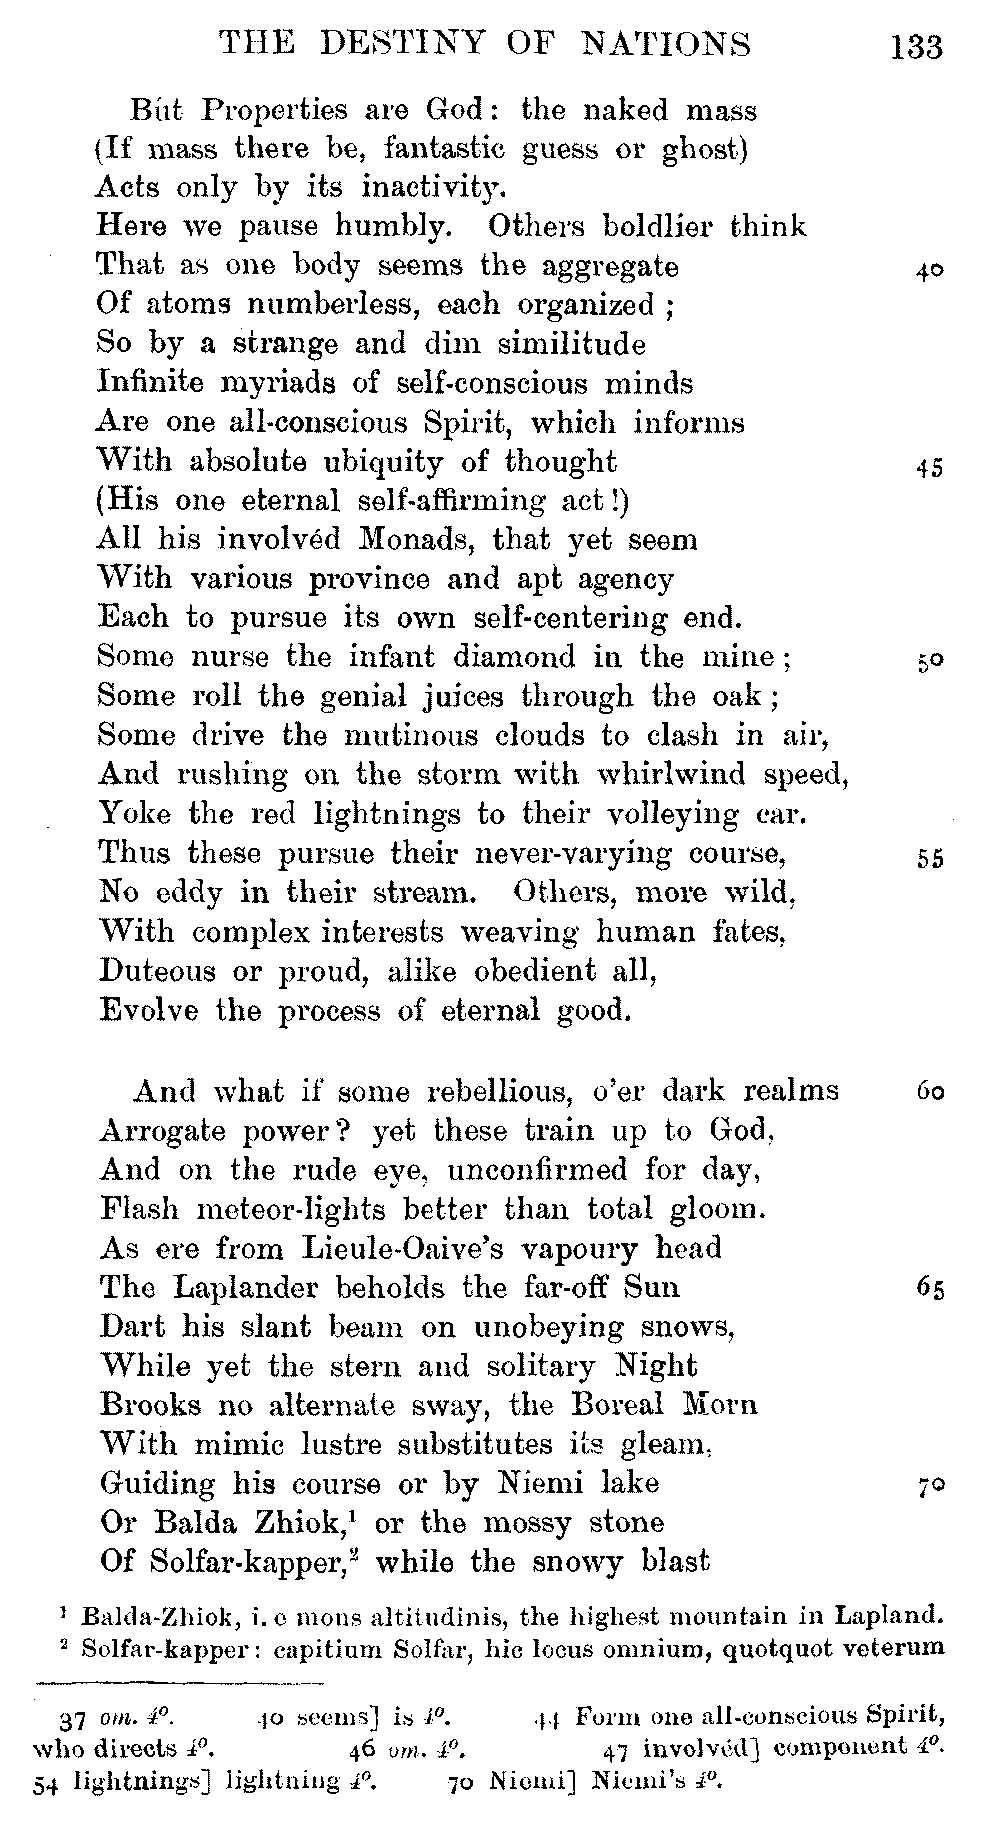 THE DESTINY OF NATIONS 133
But Properties are God: the naked mass
(If mass there be, fantastic guess or ghost)
Acts only by its inactivity.
Here we pause humbly. Others boldlier think
That as one body seems the aggregate 40
Of atoms numberless, each organized ;
So by a strange and dim similitude
Infinite myriads of self-conscious minds
Are one all-conscious Spirit, which informs
With absolute ubiquity of thought 45
(His one eternal self-affirming act !)
All his involvéd Monads, that yet seem
With various province and apt agency
Each to pursue its own self-centering end.
Some nurse the infant diamond in the mine ; 50
Some roll the genial juices through the oak ;
Some drive the mutinous clouds to clash in air,
And rushing on the storm with whirlwind speed,
Yoke the red lightnings to their volleying car.
Thus these pursue their never-varying course, 55
No eddy in their stream. Others, more wild,
With complex interests weaving human fates,
Duteous or proud, alike obedient all,
Evolve the process of eternal good.
And what if some rebellious, o'er dark realms 60
Arrogate power? yet these train up to God,
And on the rude eye, unconfirmed for day,
Flash meteor-lights better than total gloom.
As ere from Lieule-Oaive's vapoury head
The Laplander beholds the far-off Sun 65
Dart his slant beam on unobeying snows,
While yet the stern and solitary Night
Brooks no alternate sway, the Boreal Morn
With mimic lustre substitutes its gleam,
Guiding his course or by Niemi lake 70
Or Balda Zhiok,¹ or the mossy stone
Of Solfar-kapper,² while the snowy blast
¹ Balda-Zhiok, i. e mons altitudinis, the highest mountain in Lapland.
² Solfar-kapper: capitium Solfar, hic locus omnium, quotquot veterum
37 om. 4º. 40 seems] is 4º. 44 Form one all-conscious Spirit,
who directs 4º. 46 om. 4º. 47 involvéd] component 4º.
54 lightnings] lightning 4º. 70 Niemi] Niemi's 4º.